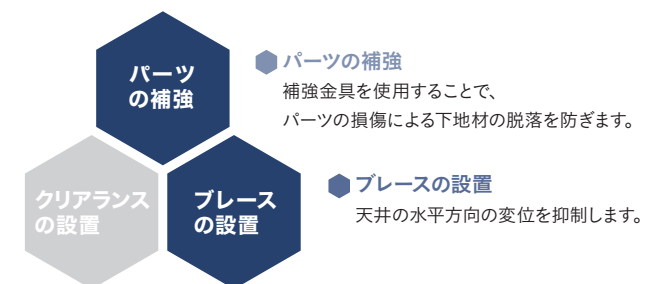 パーツ
の補強
パーツの補強
補強金具を使用することで、
パーツの損傷による下地材の脱落を防ぎます。
クリアランス
の設置
ブレース
の設置
ブレースの設置
天井の水平方向の変位を抑制します。